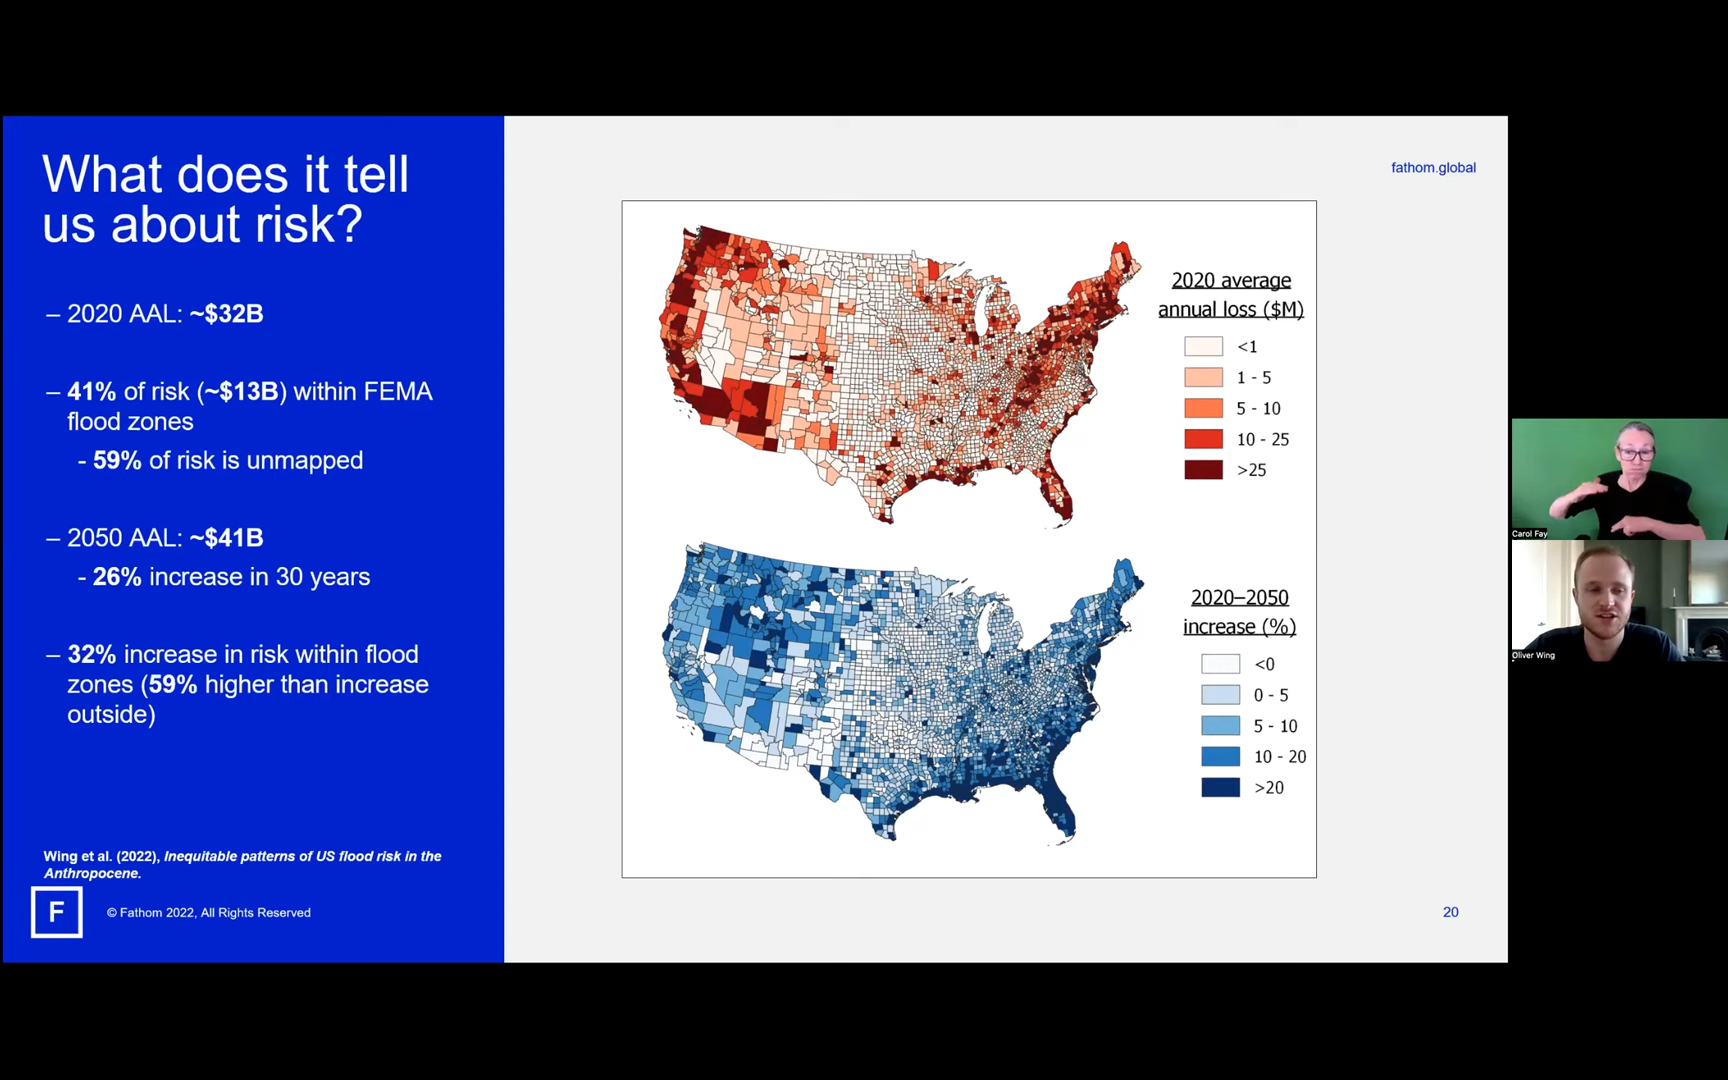 What does it tell
us about risk?
– 2020 AAL: ~$32B
– 41% of risk (~$13B) within FEMA
flood zones
- 59% of risk is unmapped
– 2050 AAL: ~$41B
- 26% increase in 30 years
– 32% increase in risk within flood
zones (59% higher than increase
outside)
Wing et al. (2022), Inequitable patterns of US flood risk in the
Anthropocene.
F
© Fathom 2022, All Rights Reserved
fathom.global
2020 average
annual loss ($M)
<1
1 - 5
5 - 10
10 - 25
>25
2020–2050
increase (%)
<0
0 - 5
5 - 10
10 - 20
>20
20
Carol Fay
Oliver Wing